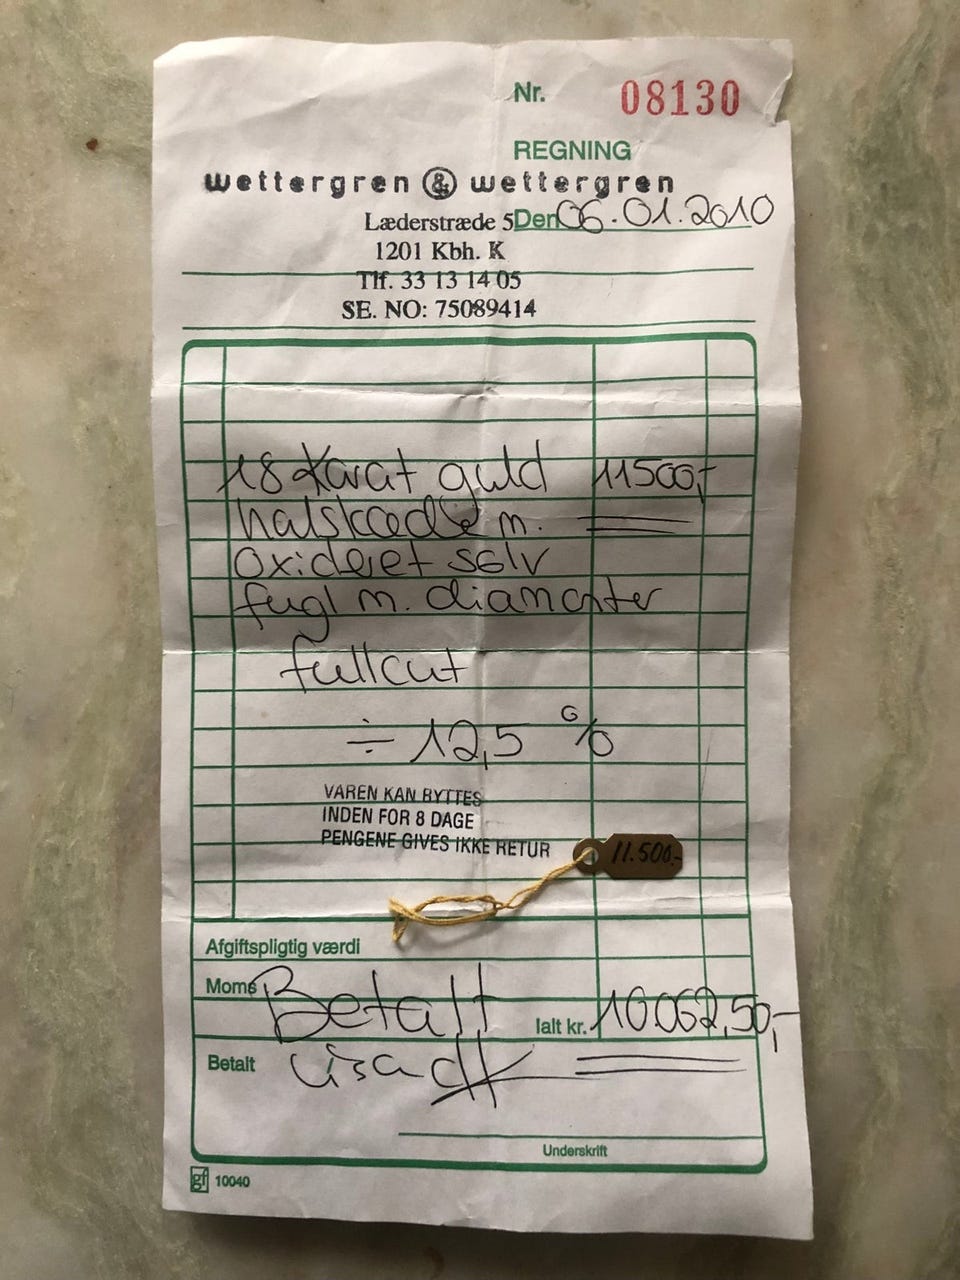 Nr. 08130
REGNING
wettergren & wettergren
Læderstræde 5 Den 06.01.2010
1201 Kbh. K
Tlf. 33 13 14 05
SE. NO: 75089414
18 Karat guld 11500,-
halskæde m.
oxideret sølv
fugl m. diamanter
fullcut
÷ 12,5 %
VAREN KAN BYTTES
INDEN FOR 8 DAGE
PENGENE GIVES IKKE RETUR
11.500,-
Afgiftspligtig værdi
Moms Betalt
Ialt kr. 10062,50,-
Betalt visa
Underskrift
gf 10040